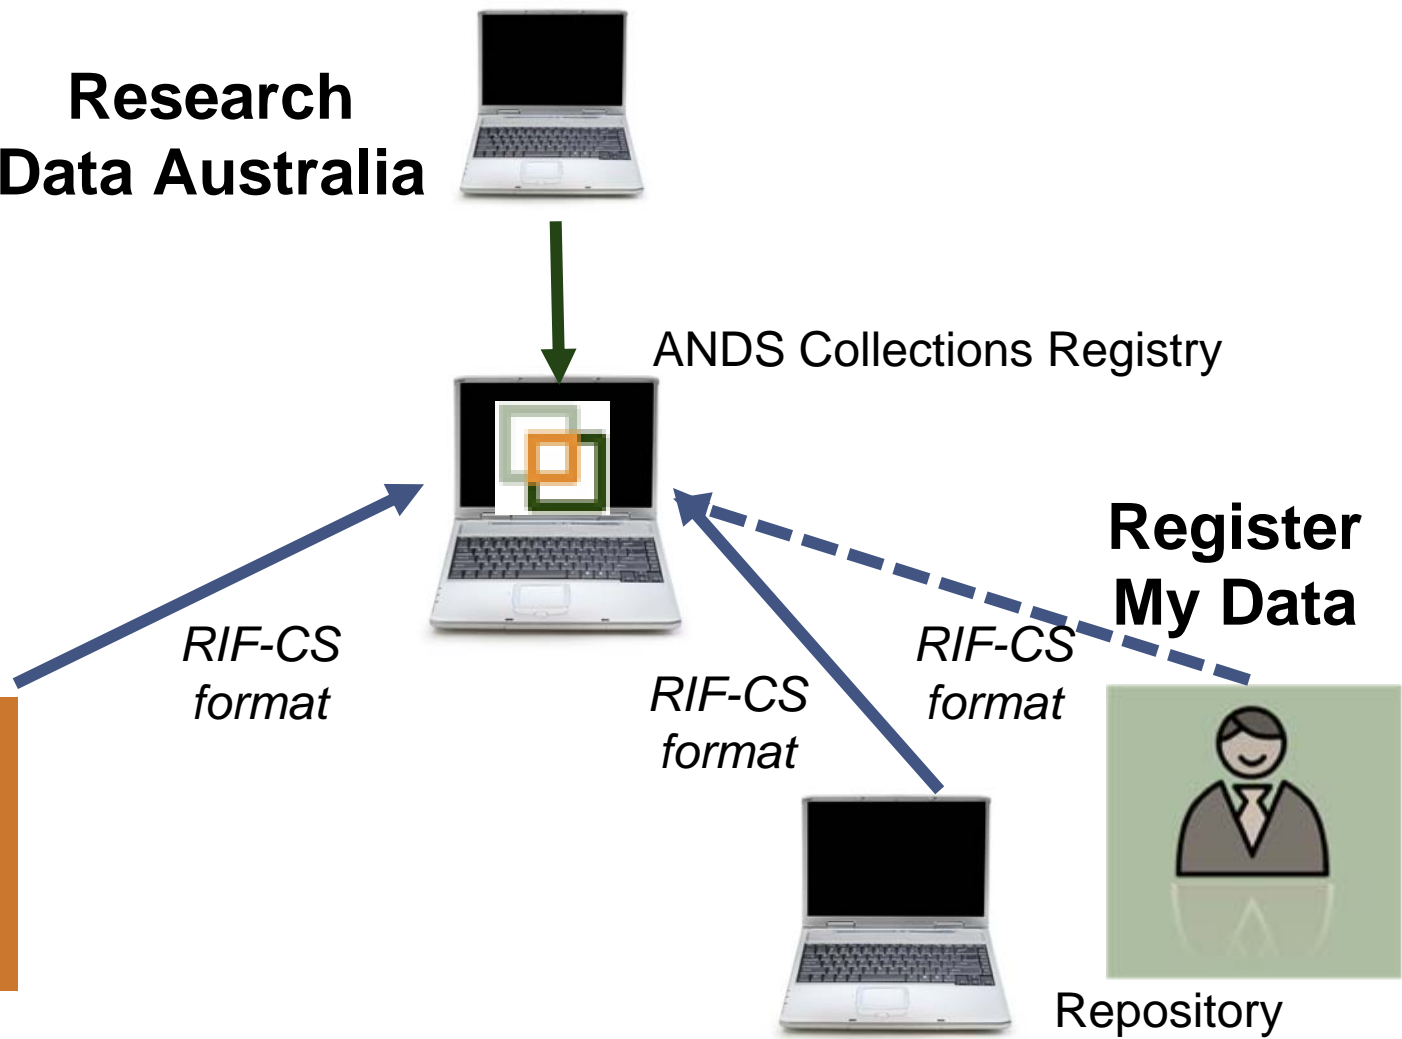 Research
Data Australia
ANDS Collections Registry
Register
My Data
RIF-CS
format
RIF-CS
format
RIF-CS
format
Repository